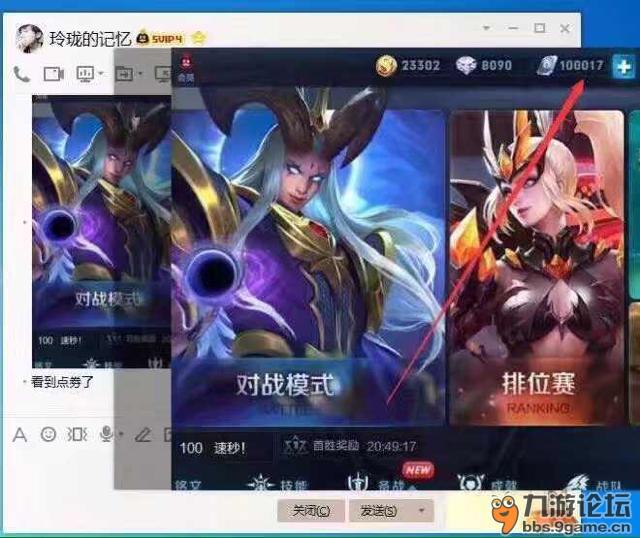 玲珑的记忆 SVIP4
会员
23302
8090
100017
对战模式
100 速秒!
看到点券了
对战模式
排位赛
RANKING
100 速秒!
首胜奖励 20:49:17
NEW
铭文
技能
备战
成就
战队
关闭(C)
发送(S)
九游论坛
bbs.9game.cn